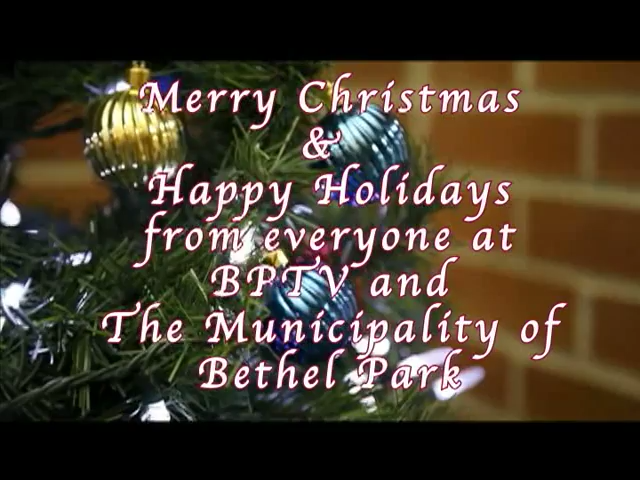 Merry Christmas
&
Happy Holidays
from everyone at
BPTV and
The Municipality of
Bethel Park